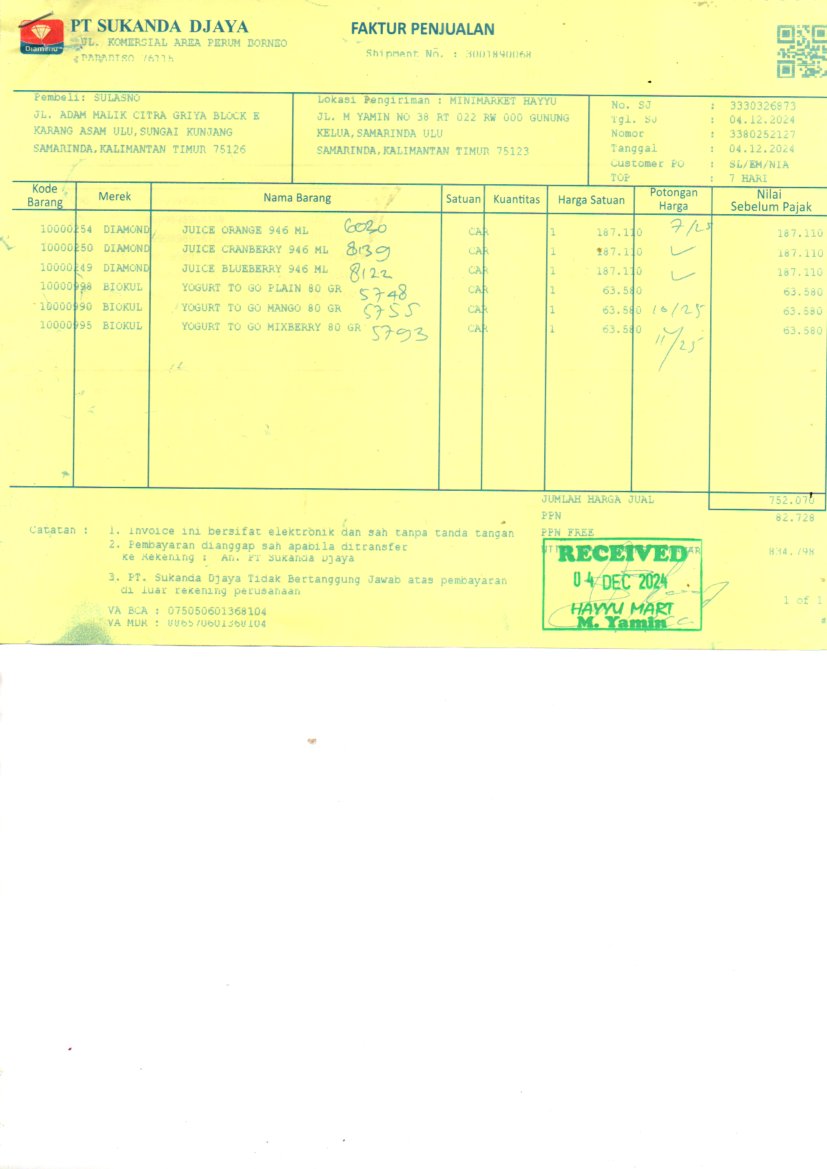 PT SUKANDA DJAYA
Diamond
JL. KOMERSIAL AREA PERUM BORNEO
PARADISO 76115
FAKTUR PENJUALAN
Shipment No. : 3001890068
Pembeli: SULASNO
JL. ADAM MALIK CITRA GRIYA BLOCK E
KARANG ASAM ULU, SUNGAI KUNJANG
SAMARINDA, KALIMANTAN TIMUR 75126
Lokasi Pengiriman : MINIMARKET HAYYU
JL. M YAMIN NO 38 RT 022 RW 000 GUNUNG
KELUA, SAMARINDA ULU
SAMARINDA, KALIMANTAN TIMUR 75123
No. SJ : 3330326873
Tgl. SJ : 04.12.2024
Nomor : 3380252127
Tanggal : 04.12.2024
Customer PO : SL/EM/NIA
TOP : 7 HARI
Kode Barang Merek Nama Barang Satuan Kuantitas Harga Satuan Potongan Harga Nilai Sebelum Pajak
10000254 DIAMOND JUICE ORANGE 946 ML 6020 CAR 1 187.110 7/25 187.110
10000250 DIAMOND JUICE CRANBERRY 946 ML 8139 CAR 1 187.110 187.110
10000249 DIAMOND JUICE BLUEBERRY 946 ML 8122 CAR 1 187.110 187.110
10000998 BIOKUL YOGURT TO GO PLAIN 80 GR 5748 CAR 1 63.580 63.580
10000990 BIOKUL YOGURT TO GO MANGO 80 GR 5755 CAR 1 63.580 10/25 63.580
10000995 BIOKUL YOGURT TO GO MIXBERRY 80 GR 5793 CAR 1 63.580 11/25 63.580
JUMLAH HARGA JUAL 752.070
PPN 82.728
PPN FREE
834.798
Catatan : 1. Invoice ini bersifat elektronik dan sah tanpa tanda tangan
2. Pembayaran dianggap sah apabila ditransfer
ke Rekening : An. PT Sukanda Djaya
3. PT. Sukanda Djaya Tidak Bertanggung Jawab atas pembayaran
di luar rekening perusahaan
VA BCA : 075050601368104
VA MDR : 886570601368104
RECEIVED
04 DEC 2024
HAYYU MART
M. Yamin
1 of 1